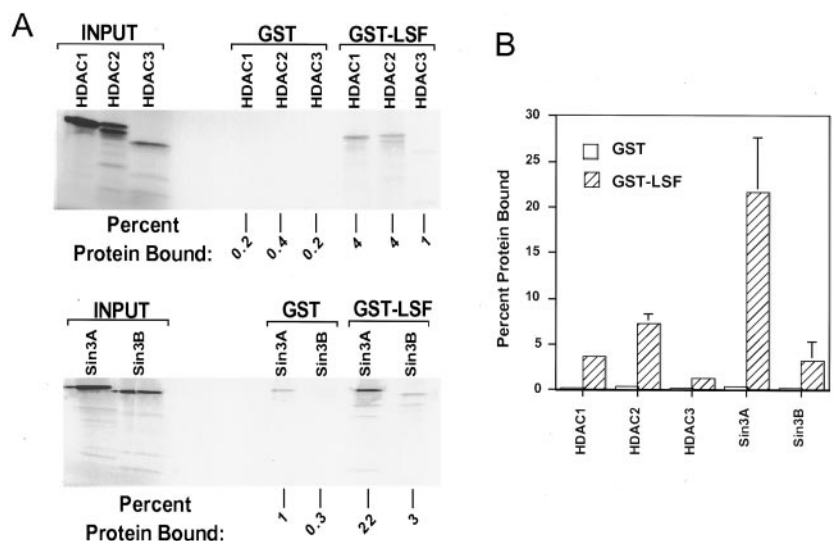 A
INPUT GST GST-LSF
HDAC1 HDAC2 HDAC3 HDAC1 HDAC2 HDAC3 HDAC1 HDAC2 HDAC3
Percent
Protein Bound: 0.2 0.4 0.2 4 4 1
INPUT GST GST-LSF
Sin3A Sin3B Sin3A Sin3B Sin3A Sin3B
Percent
Protein Bound: 1 0.3 22 3
B
Percent Protein Bound
30
25
20
15
10
5
0
GST
GST-LSF
HDAC1 HDAC2 HDAC3 Sin3A Sin3B